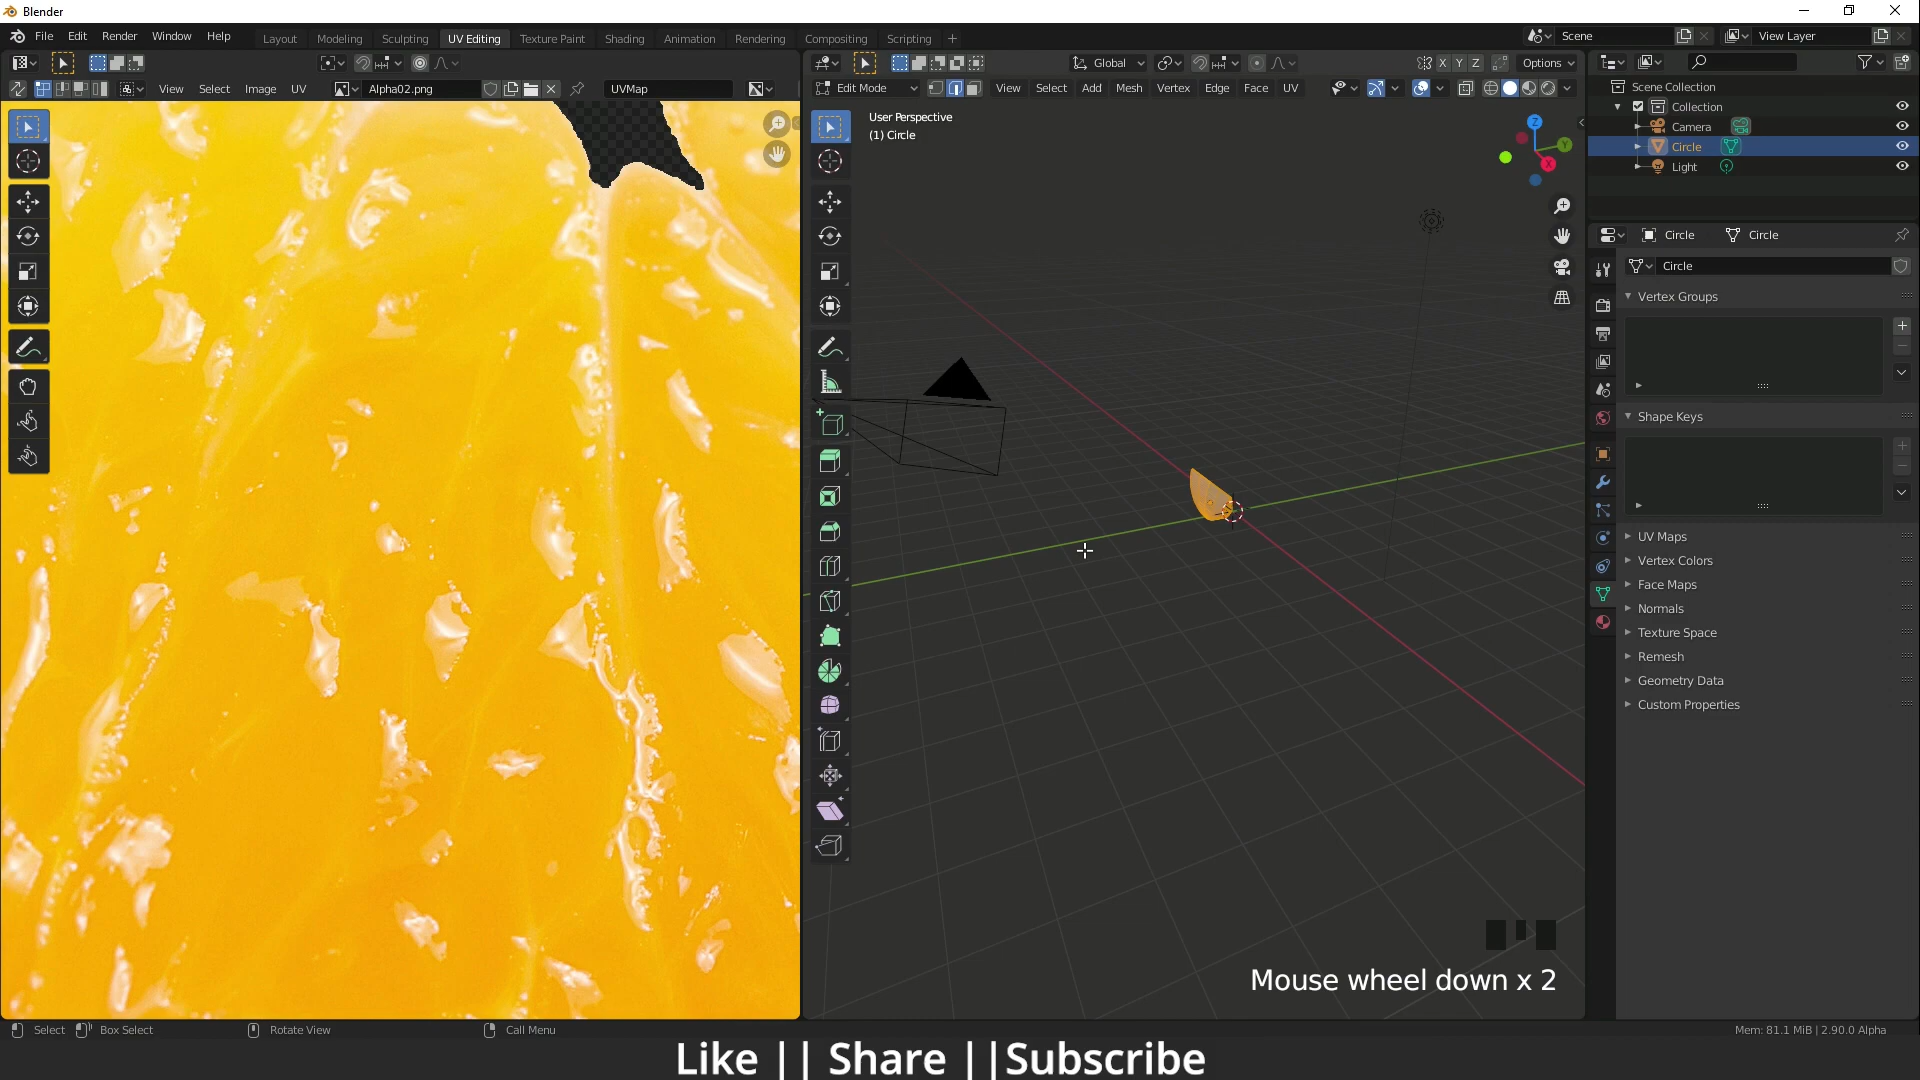 Blender
File Edit Render Window Help Layout Modeling Sculpting UV Editing Texture Paint Shading Animation Rendering Compositing Scripting + Scene View Layer
Global X Y Z Options
View Select Image UV Alpha02.png UVMap Edit Mode View Select Add Mesh Vertex Edge Face UV
User Perspective
(1) Circle
Z
Y
X
Scene Collection
Collection
Camera
Circle
Light
Circle Circle
Circle
Vertex Groups
Shape Keys
UV Maps
Vertex Colors
Face Maps
Normals
Texture Space
Remesh
Geometry Data
Custom Properties
Mouse wheel down x 2
Select Box Select Rotate View Call Menu Mem: 81.1 MiB | 2.90.0 Alpha
Like || Share ||Subscribe